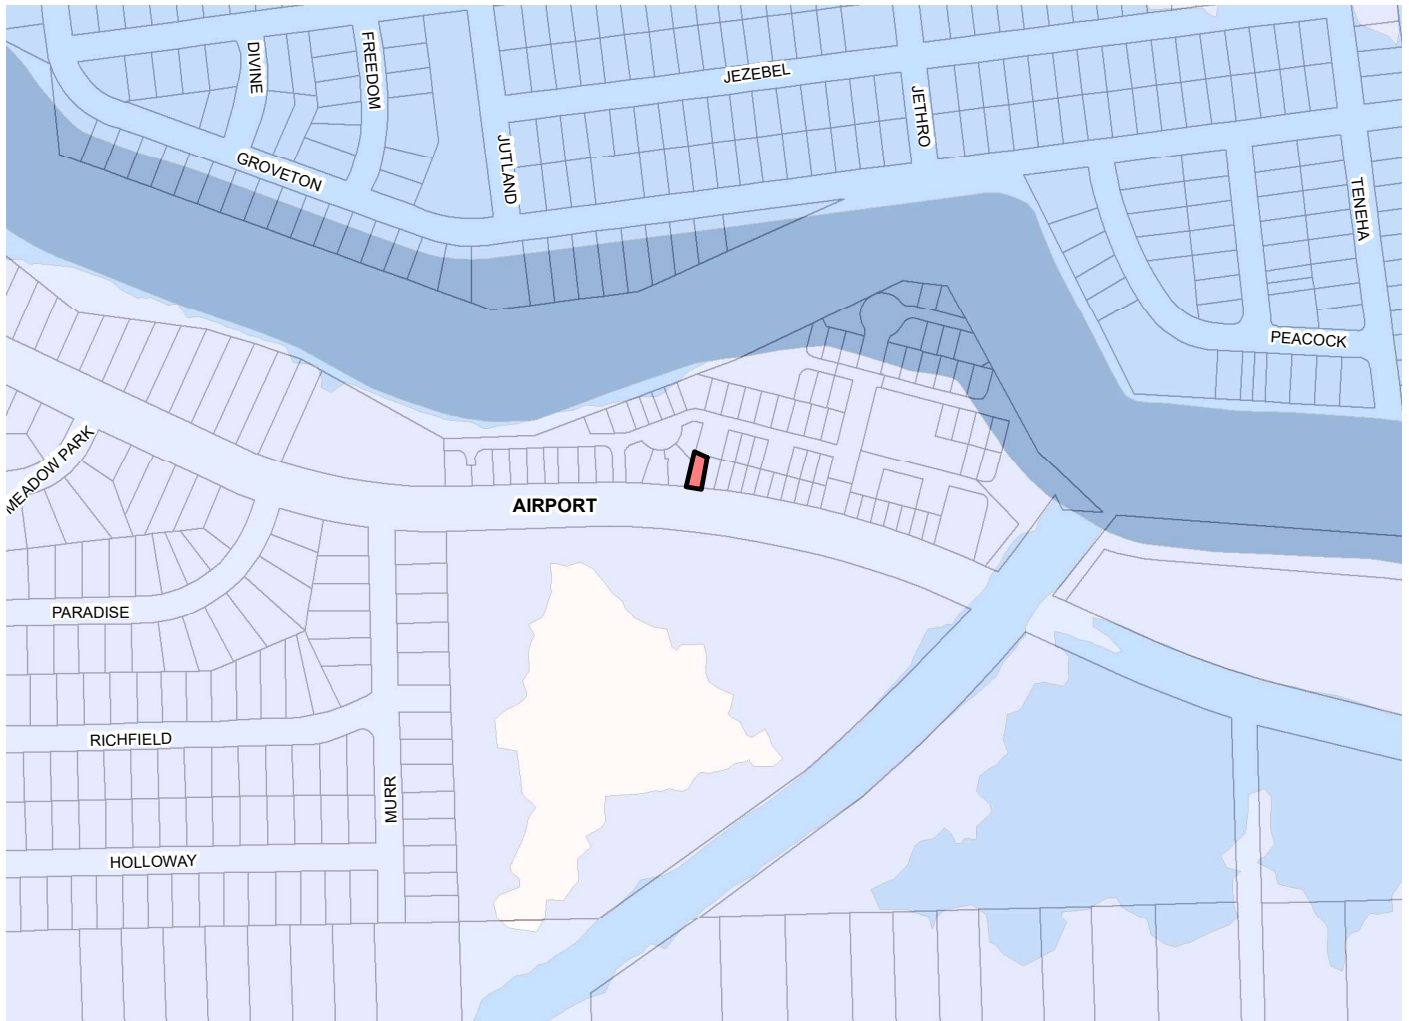 DIVINE
FREEDOM
JEZEBEL
JETHRO
JUTLAND
GROVETON
TENEHA
PEACOCK
MEADOW PARK
AIRPORT
PARADISE
RICHFIELD
MURR
HOLLOWAY